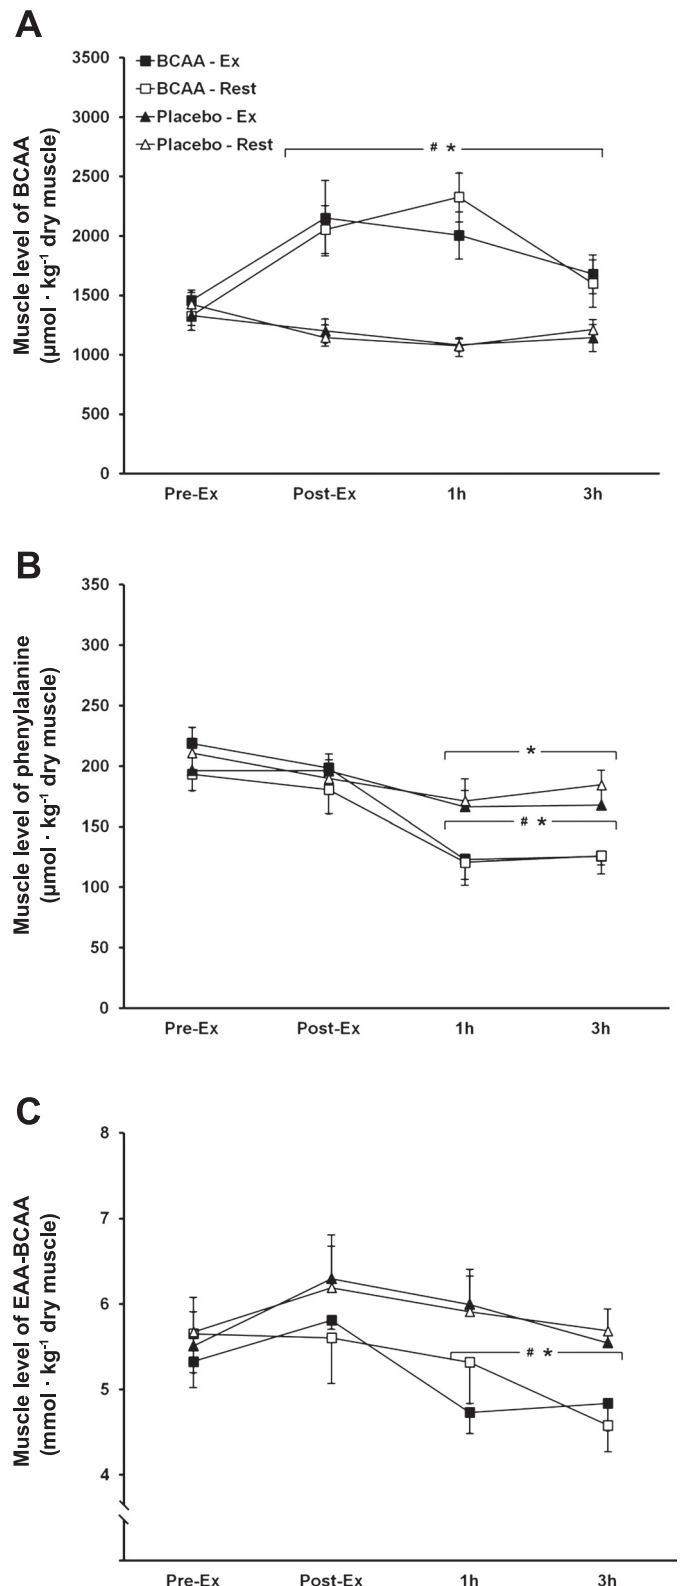 A
3500
3000
2500
2000
1500
1000
500
0
Muscle level of BCAA
(µmol · kg-1 dry muscle)
BCAA - Ex
BCAA - Rest
Placebo - Ex
Placebo - Rest
# *
Pre-Ex Post-Ex 1h 3h
B
350
300
250
200
150
100
50
0
Muscle level of phenylalanine
(µmol · kg-1 dry muscle)
*
# *
Pre-Ex Post-Ex 1h 3h
C
8
7
6
5
4
Muscle level of EAA-BCAA
(mmol · kg-1 dry muscle)
# *
Pre-Ex Post-Ex 1h 3h